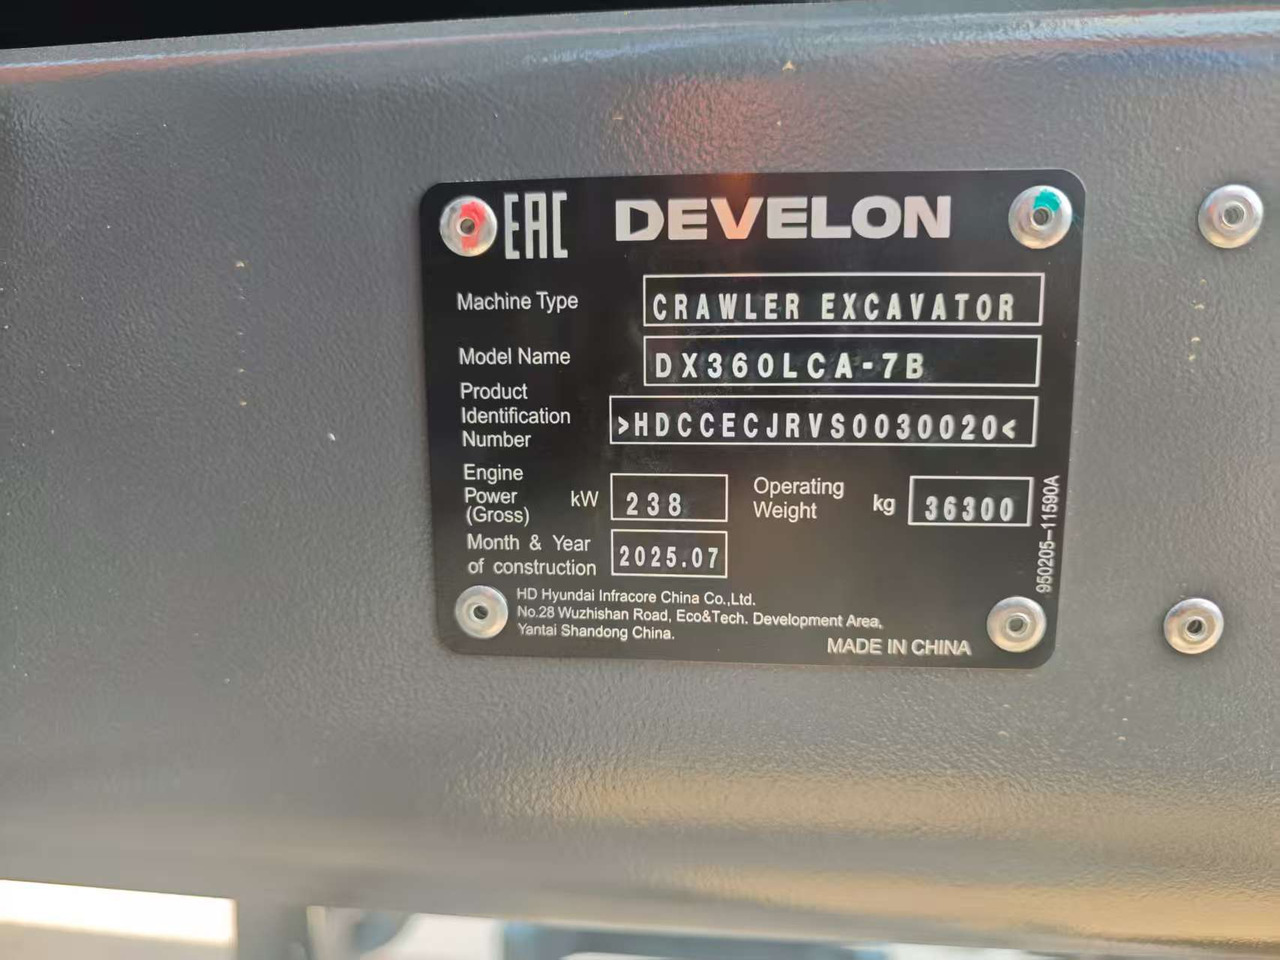 EAC DEVELON
Machine Type CRAWLER EXCAVATOR
Model Name DX360LCA-7B
Product
Identification
Number >HDCCECJRVS0030020<
Engine
Power
(Gross) kW 238
Operating
Weight kg 36300
Month & Year
of construction 2025.07
HD Hyundai Infracore China Co.,Ltd.
No.28 Wuzhishan Road, Eco&Tech. Development Area,
Yantai Shandong China.
MADE IN CHINA
950205-11590A